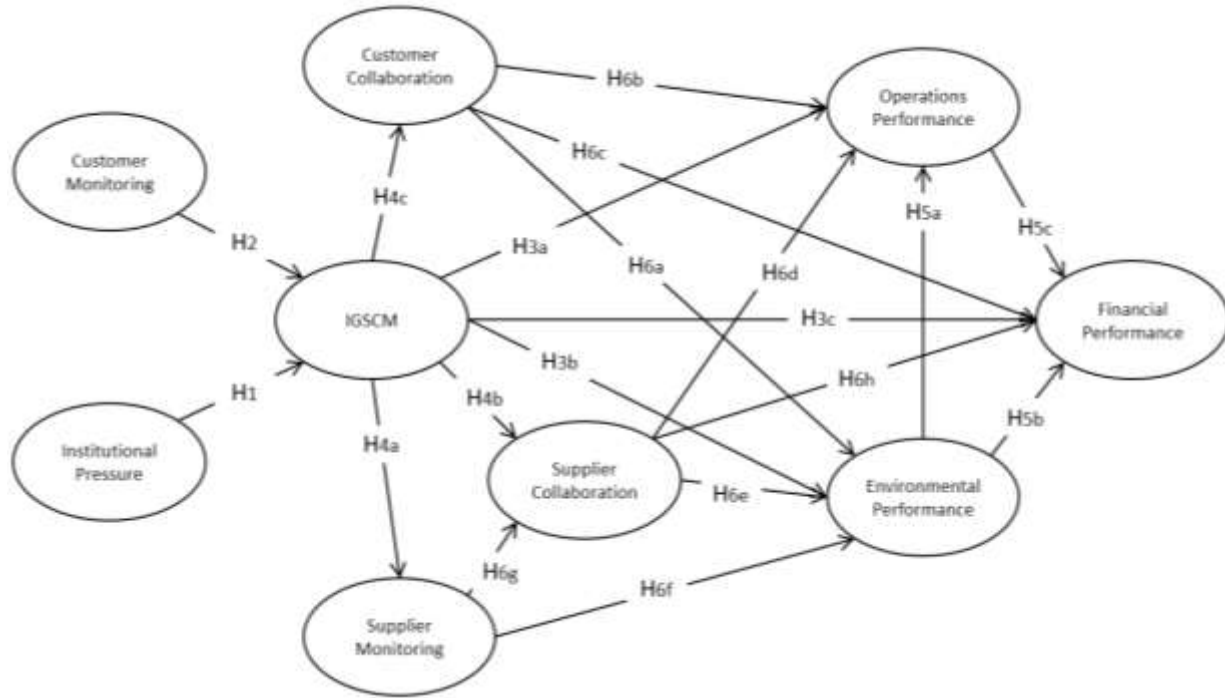 Customer
Collaboration
H6b
Operations
Performance
Customer
Monitoring
H6c
H4c
H2
H3a
H6a
H6d
H5a
H5c
IGSCM
H3c
Financial
Performance
H3b
H6h
H1
H4b
H5b
H4a
Institutional
Pressure
Supplier
Collaboration
H6e
Environmental
Performance
H6g
H6f
Supplier
Monitoring